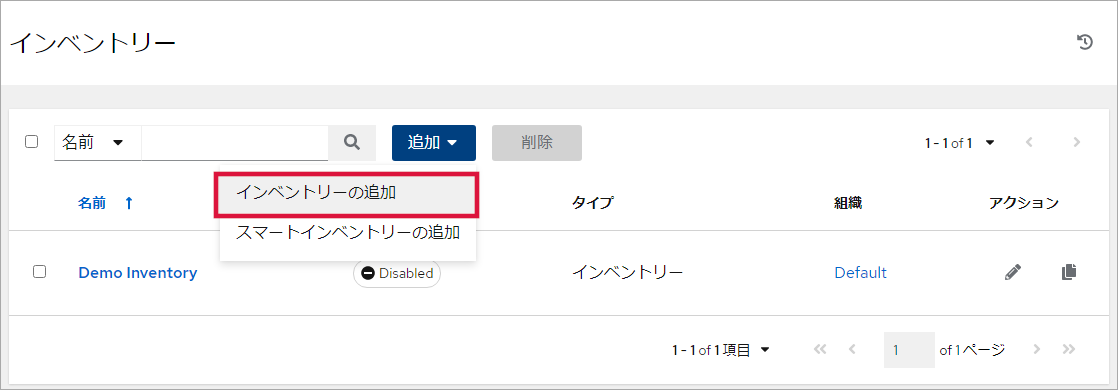 インベントリー
名前 追加 削除 1-1 of 1
インベントリーの追加
スマートインベントリーの追加
名前 タイプ 組織 アクション
Demo Inventory Disabled インベントリー Default
1-1 of 1 項目 1 of 1 ページ